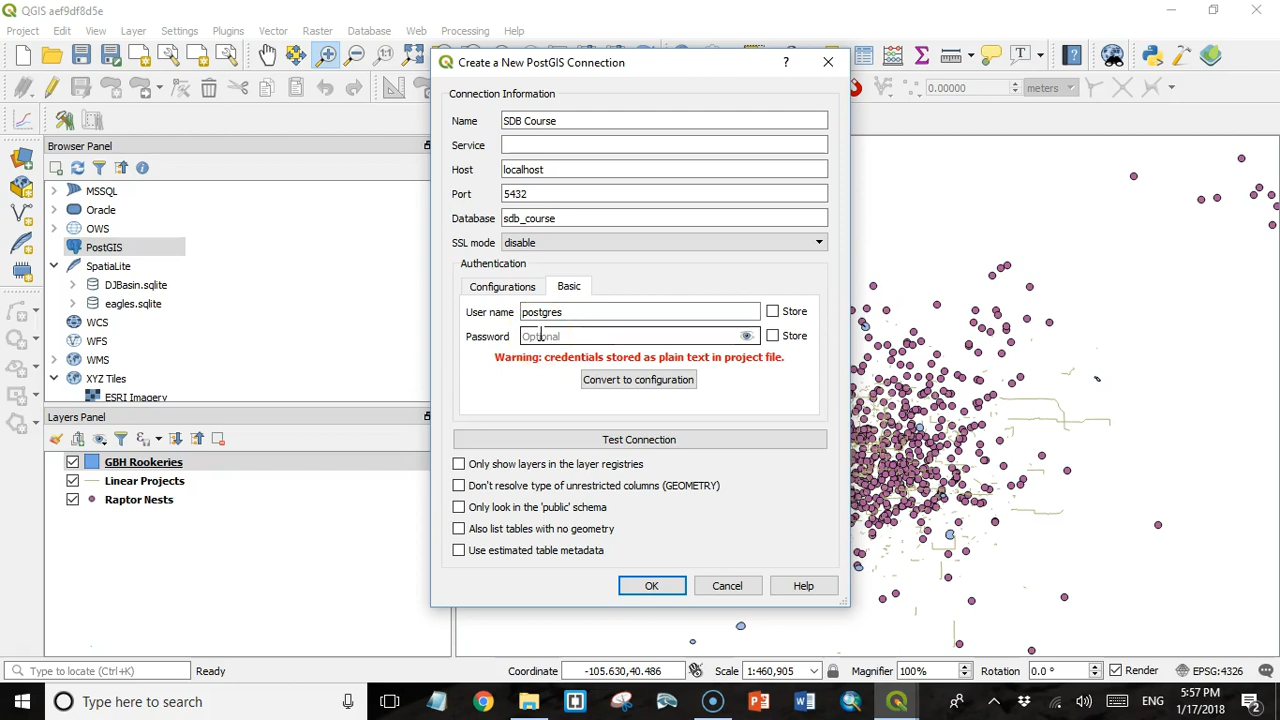 QGIS aef9df8d5e
Project Edit View Layer Settings Plugins Vector Raster Database Web Processing Help
Create a New PostGIS Connection
?
Connection Information
0.00000 meters
Name SDB Course
Service
Browser Panel
Host localhost
MSSQL
Port 5432
Oracle
Database sdb_course
OWS
SSL mode disable
PostGIS
Authentication
SpatiaLite
Configurations Basic
DJBasin.sqlite
eagles.sqlite
User name postgres Store
WCS
Password Optional Store
WFS
Warning: credentials stored as plain text in project file.
WMS
Convert to configuration
XYZ Tiles
ESRI Imagery
Layers Panel
Test Connection
GBH Rookeries
Only show layers in the layer registries
Linear Projects
Don't resolve type of unrestricted columns (GEOMETRY)
Raptor Nests
Only look in the 'public' schema
Also list tables with no geometry
Use estimated table metadata
OK Cancel Help
Type to locate (Ctrl+K) Ready Coordinate -105.630,40.486 Scale 1:460,905 Magnifier 100% Rotation 0.0 ° Render EPSG:4326
Type here to search ENG 5:57 PM
1/17/2018 2